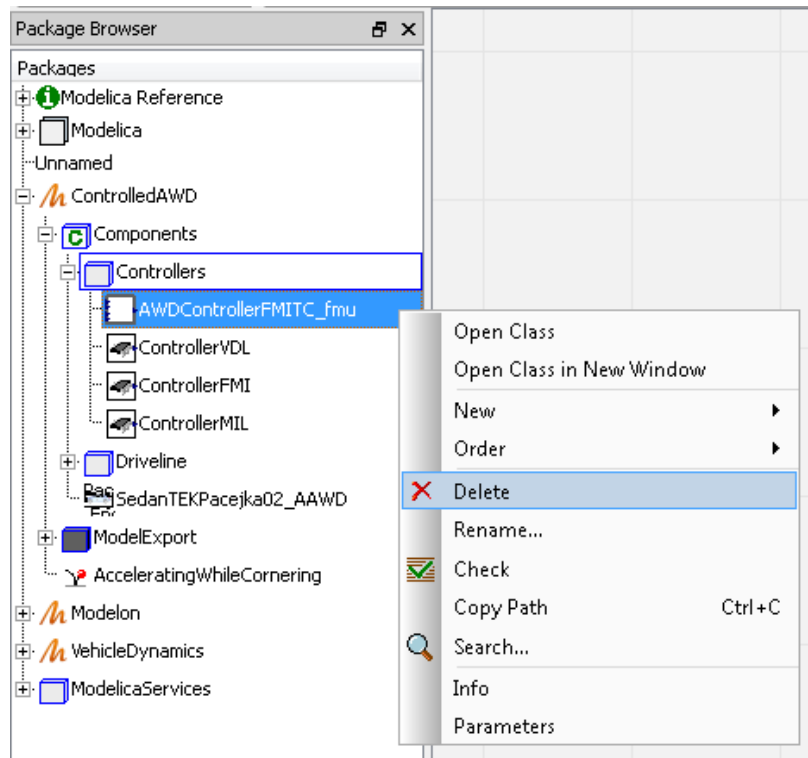 Package Browser
Packages
Modelica Reference
Modelica
Unnamed
ControlledAWD
C Components
Controllers
AWDControllerFMITC_fmu
ControllerVDL
ControllerFMI
ControllerMIL
Driveline
SedanTEKPacejka02_AAWD
ModelExport
AcceleratingWhileCornering
Modelon
VehicleDynamics
ModelicaServices
Open Class
Open Class in New Window
New
Order
Delete
Rename...
Check
Copy Path Ctrl+C
Search...
Info
Parameters